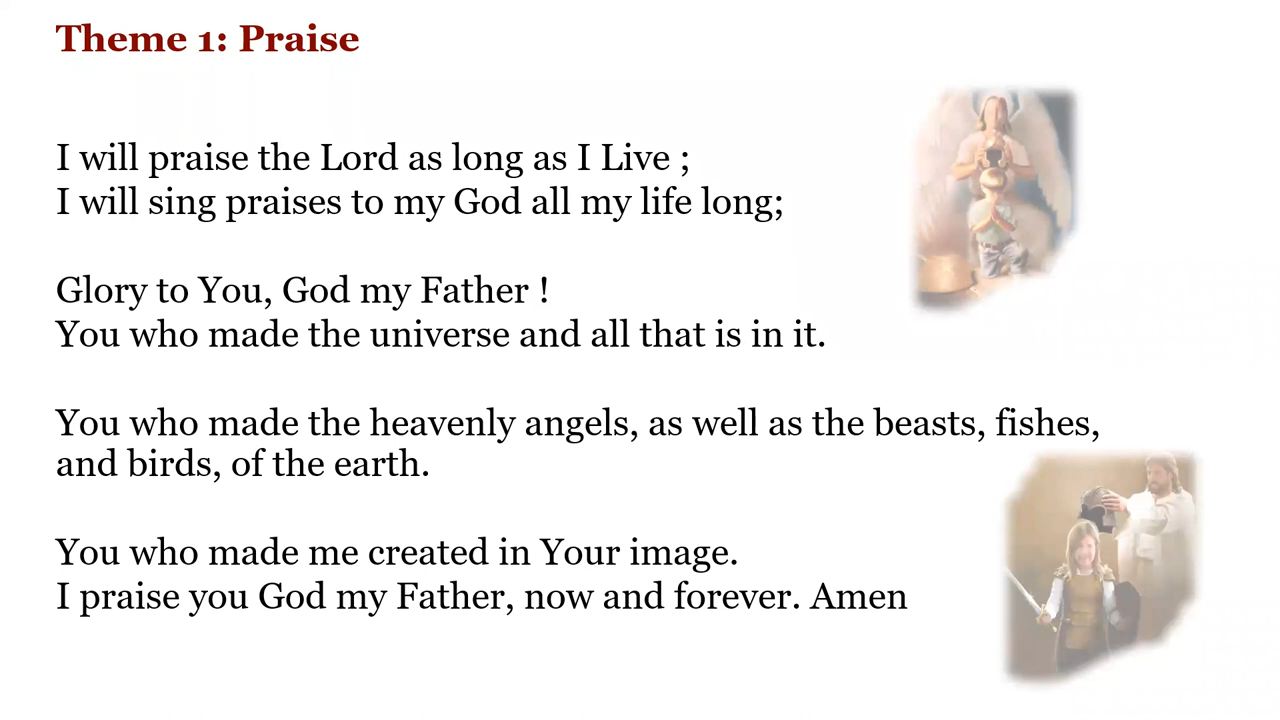 Theme 1: Praise
I will praise the Lord as long as I Live ;
I will sing praises to my God all my life long;
Glory to You, God my Father !
You who made the universe and all that is in it.
You who made the heavenly angels, as well as the beasts, fishes,
and birds, of the earth.
You who made me created in Your image.
I praise you God my Father, now and forever. Amen